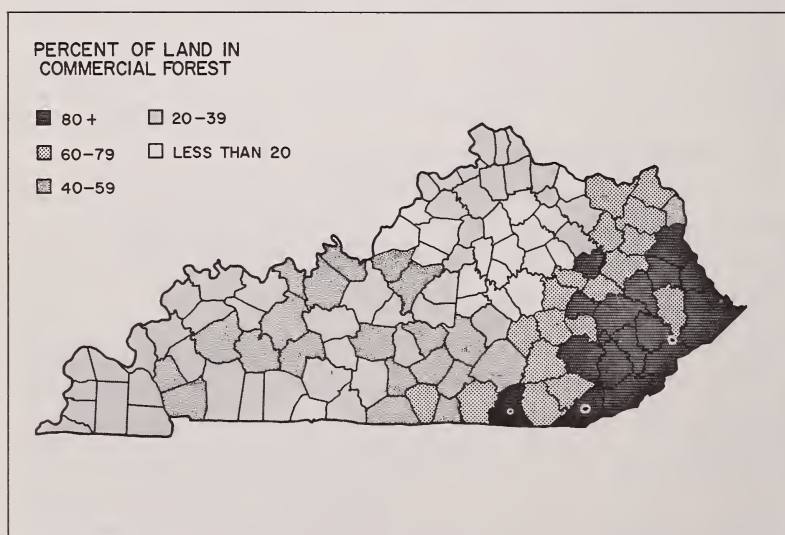 PERCENT OF LAND IN
COMMERCIAL FOREST
80+
20-39
60-79
LESS THAN 20
40-59